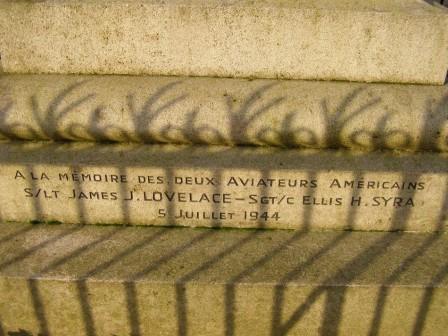 A LA MÉMOIRE DES DEUX AVIATEURS AMÉRICAINS
S/LT JAMES J. LOVELACE – SGT/C ELLIS H. SYRA
5 JUILLET 1944